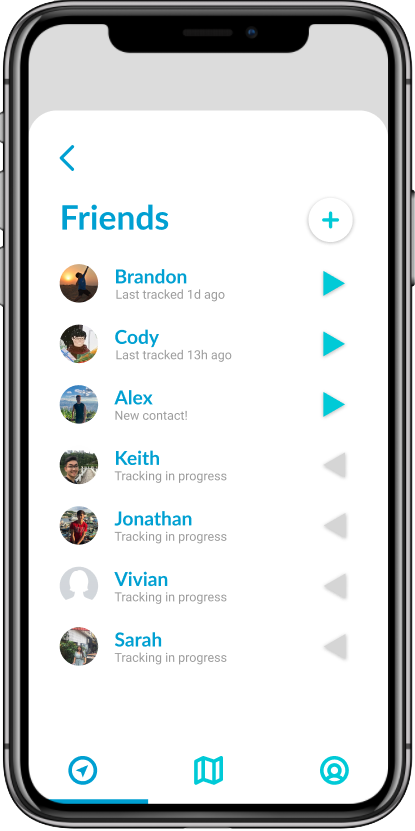 Friends
Brandon
Last tracked 1d ago
Cody
Last tracked 13h ago
Alex
New contact!
Keith
Tracking in progress
Jonathan
Tracking in progress
Vivian
Tracking in progress
Sarah
Tracking in progress